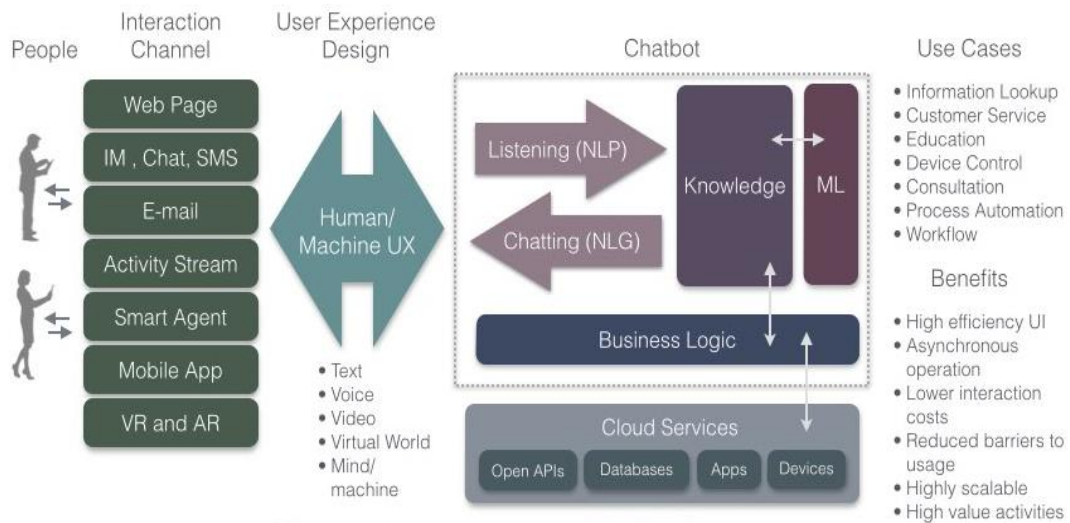 People
Interaction
Channel
Web Page
IM , Chat, SMS
E-mail
Activity Stream
Smart Agent
Mobile App
VR and AR
User Experience
Design
Human/
Machine UX
• Text
• Voice
• Video
• Virtual World
• Mind/
machine
Chatbot
Listening (NLP)
Chatting (NLG)
Knowledge
ML
Business Logic
Cloud Services
Open APIs
Databases
Apps
Devices
Use Cases
• Information Lookup
• Customer Service
• Education
• Device Control
• Consultation
• Process Automation
• Workflow
Benefits
• High efficiency UI
• Asynchronous
operation
• Lower interaction
costs
• Reduced barriers to
usage
• Highly scalable
• High value activities